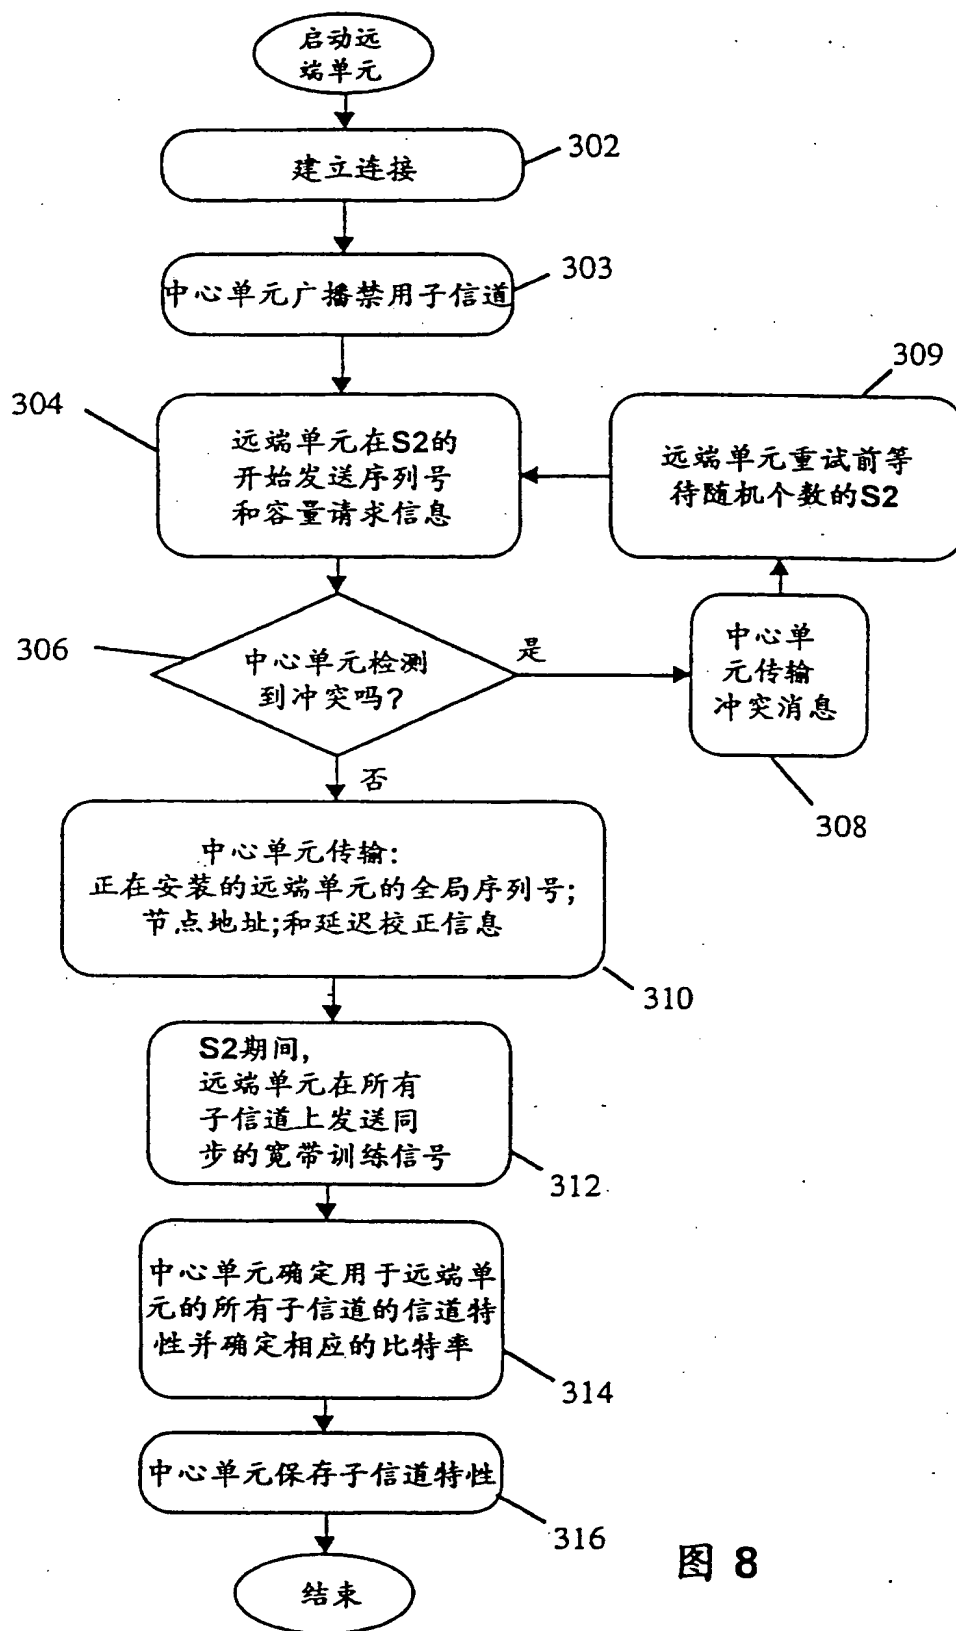 启动远
端单元
建立连接
302
中心单元广播禁用子信道
303
304
远端单元在S2的
开始发送序列号
和容量请求信息
309
远端单元重试前等
待随机个数的S2
306
中心单元检测
到冲突吗?
是
中心单
元传输
冲突消息
308
否
中心单元传输:
正在安装的远端单元的全局序列号;
节点地址;和延迟校正信息
310
S2期间,
远端单元在所有
子信道上发送同
步的宽带训练信号
312
中心单元确定用于远端单
元的所有子信道的信道特
性并确定相应的比特率
314
中心单元保存子信道特性
316
结束
图 8